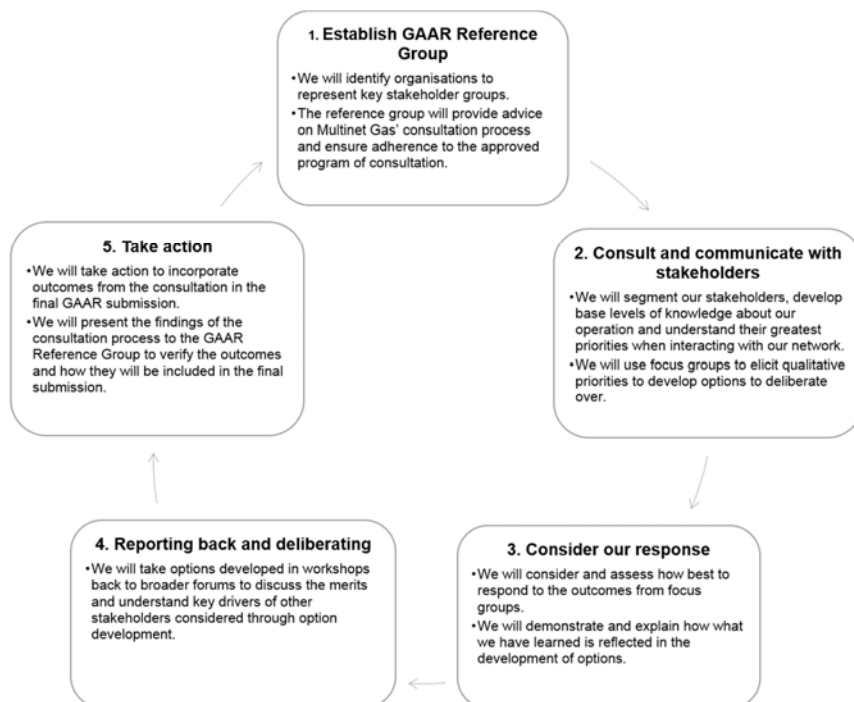 1. Establish GAAR Reference
Group
•We will identify organisations to
represent key stakeholder groups.
•The reference group will provide advice
on Multinet Gas' consultation process
and ensure adherence to the approved
program of consultation.
2. Consult and communicate with
stakeholders
•We will segment our stakeholders, develop
base levels of knowledge about our
operation and understand their greatest
priorities when interacting with our network.
•We will use focus groups to elicit qualitative
priorities to develop options to deliberate
over.
3. Consider our response
•We will consider and assess how best to
respond to the outcomes from focus
groups.
•We will demonstrate and explain how what
we have learned is reflected in the
development of options.
4. Reporting back and deliberating
•We will take options developed in workshops
back to broader forums to discuss the merits
and understand key drivers of other
stakeholders considered through option
development.
5. Take action
•We will take action to incorporate
outcomes from the consultation in the
final GAAR submission.
•We will present the findings of the
consultation process to the GAAR
Reference Group to verify the outcomes
and how they will be included in the final
submission.